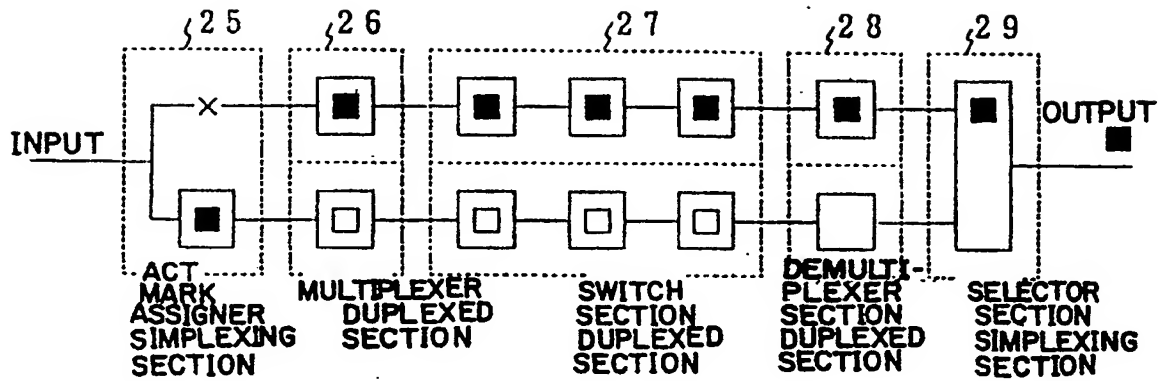 25
26
27
28
29
INPUT
OUTPUT
ACT
MARK
ASSIGNER
SIMPLEXING
SECTION
MULTIPLEXER
DUPLEXED
SECTION
SWITCH
SECTION
DUPLEXED
SECTION
DEMULTI-
PLEXER
SECTION
DUPLEXED
SECTION
SELECTOR
SECTION
SIMPLEXING
SECTION